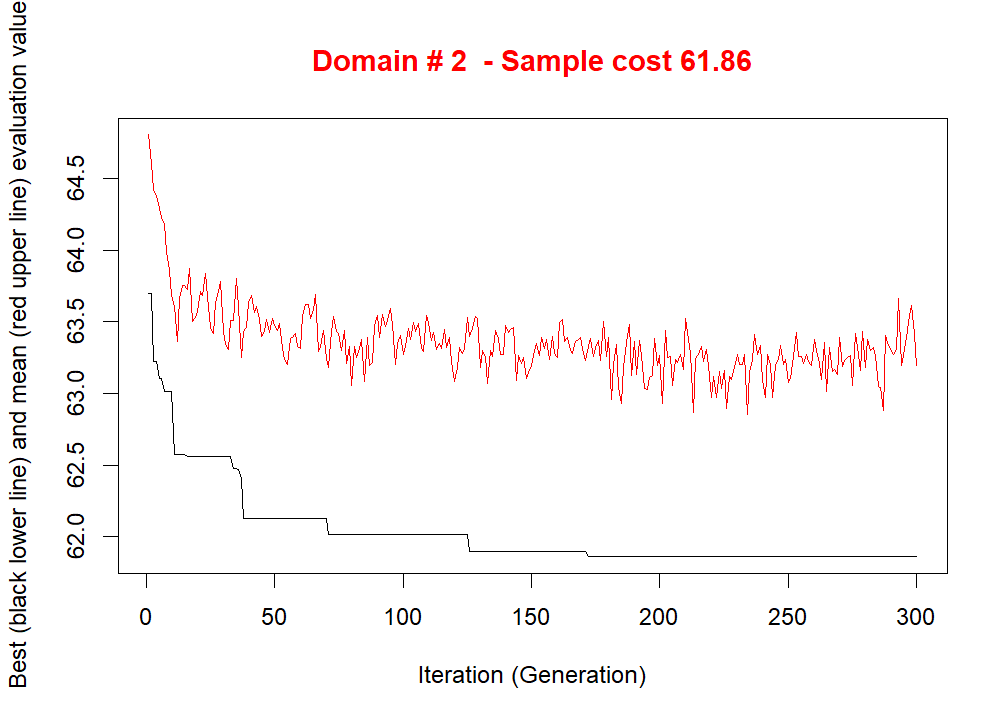 Domain # 2  - Sample cost 61.86
Best (black lower line) and mean (red upper line) evaluation value
64.5
64.0
63.5
63.0
62.5
62.0
0 50 100 150 200 250 300
Iteration (Generation)